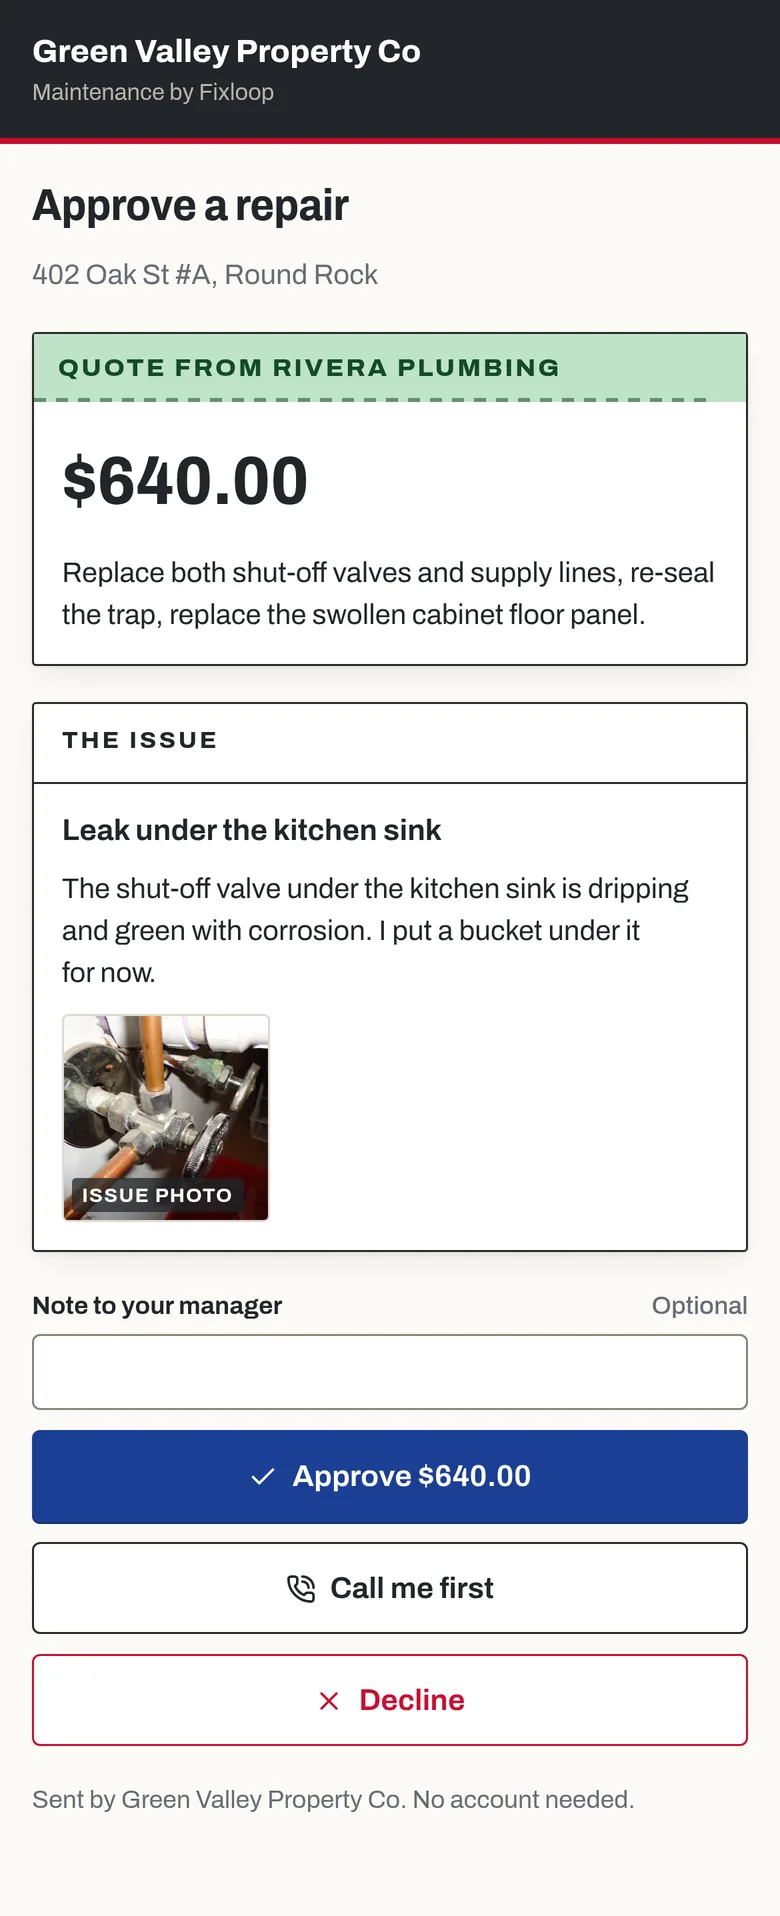 Green Valley Property Co
Maintenance by Fixloop
Approve a repair
402 Oak St #A, Round Rock
QUOTE FROM RIVERA PLUMBING
$640.00
Replace both shut-off valves and supply lines, re-seal
the trap, replace the swollen cabinet floor panel.
THE ISSUE
Leak under the kitchen sink
The shut-off valve under the kitchen sink is dripping
and green with corrosion. I put a bucket under it
for now.
ISSUE PHOTO
Note to your manager Optional
Approve $640.00
Call me first
Decline
Sent by Green Valley Property Co. No account needed.